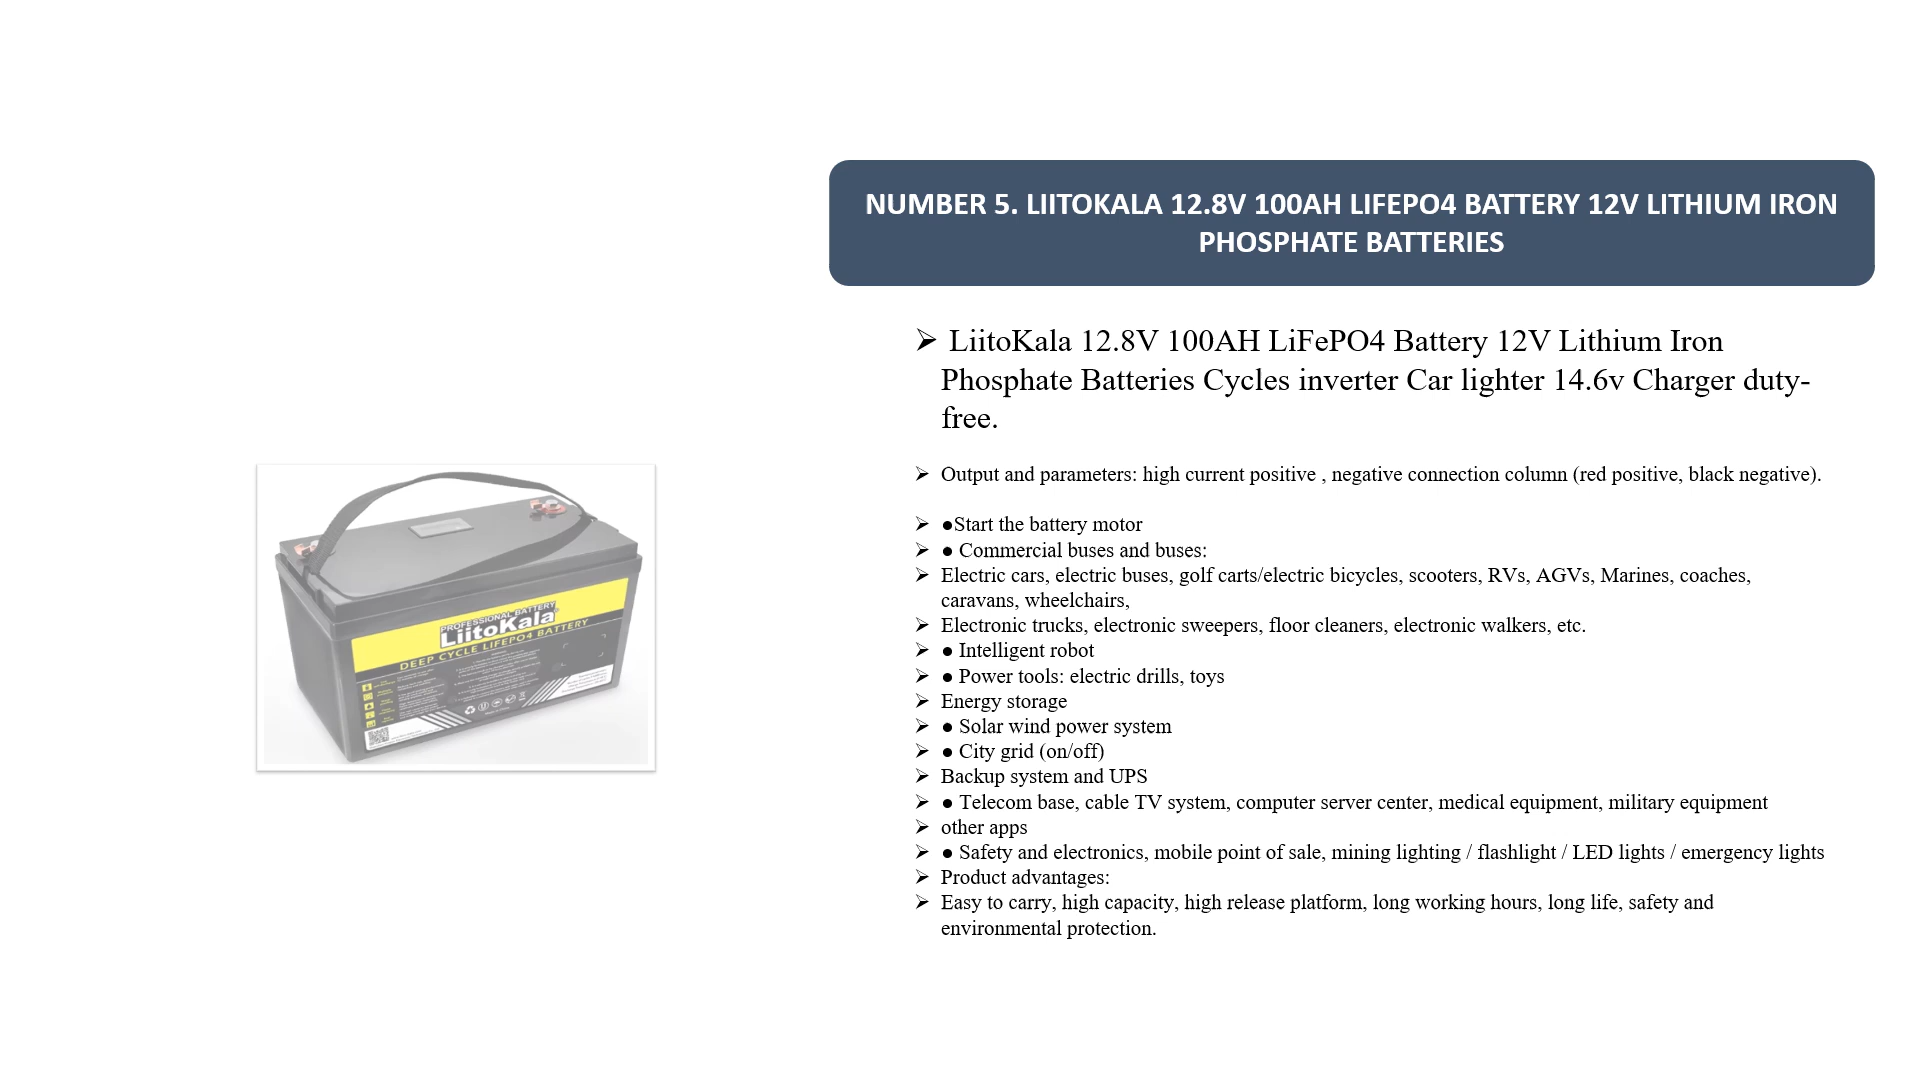 NUMBER 5. LIITOKALA 12.8V 100AH LIFEPO4 BATTERY 12V LITHIUM IRON
PHOSPHATE BATTERIES
➢ LiitoKala 12.8V 100AH LiFePO4 Battery 12V Lithium Iron
Phosphate Batteries Cycles inverter Car lighter 14.6v Charger duty-
free.
➢ Output and parameters: high current positive , negative connection column (red positive, black negative).
➢ ●Start the battery motor
➢ ● Commercial buses and buses:
➢ Electric cars, electric buses, golf carts/electric bicycles, scooters, RVs, AGVs, Marines, coaches,
caravans, wheelchairs,
➢ Electronic trucks, electronic sweepers, floor cleaners, electronic walkers, etc.
➢ ● Intelligent robot
➢ ● Power tools: electric drills, toys
➢ Energy storage
➢ ● Solar wind power system
➢ ● City grid (on/off)
➢ Backup system and UPS
➢ ● Telecom base, cable TV system, computer server center, medical equipment, military equipment
➢ other apps
➢ ● Safety and electronics, mobile point of sale, mining lighting / flashlight / LED lights / emergency lights
➢ Product advantages:
➢ Easy to carry, high capacity, high release platform, long working hours, long life, safety and
environmental protection.
PROFESSIONAL BATTERY
LiitoKala
DEEP CYCLE LIFEPO4 BATTERY